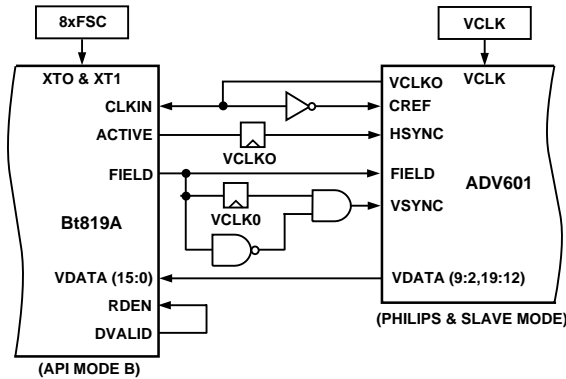 8xFSC
VCLK
XTO & XT1
VCLKO
VCLK
CLKIN
CREF
ACTIVE
HSYNC
VCLKO
FIELD
FIELD
ADV601
VCLK0
VSYNC
Bt819A
VDATA (15:0)
VDATA (9:2,19:12)
RDEN
DVALID
(PHILIPS & SLAVE MODE)
(API MODE B)